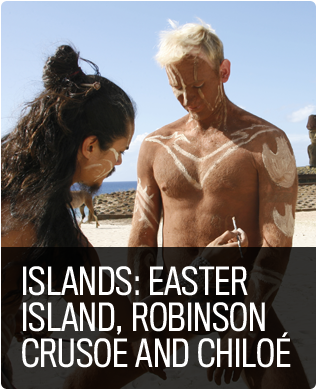 ISLANDS: EASTER
ISLAND, ROBINSON
CRUSOE AND CHILOÉ